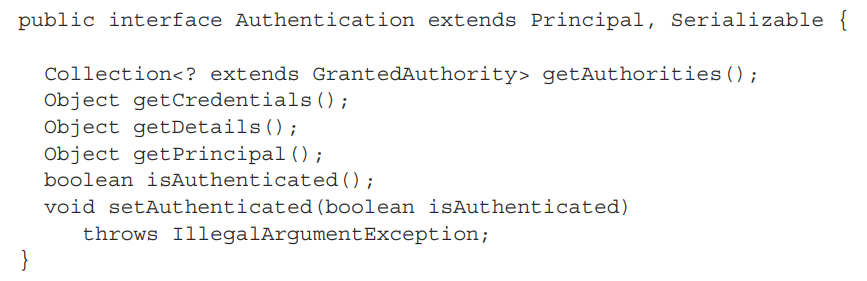 public interface Authentication extends Principal, Serializable {
Collection<? extends GrantedAuthority> getAuthorities();
Object getCredentials();
Object getDetails();
Object getPrincipal();
boolean isAuthenticated();
void setAuthenticated(boolean isAuthenticated)
throws IllegalArgumentException;
}